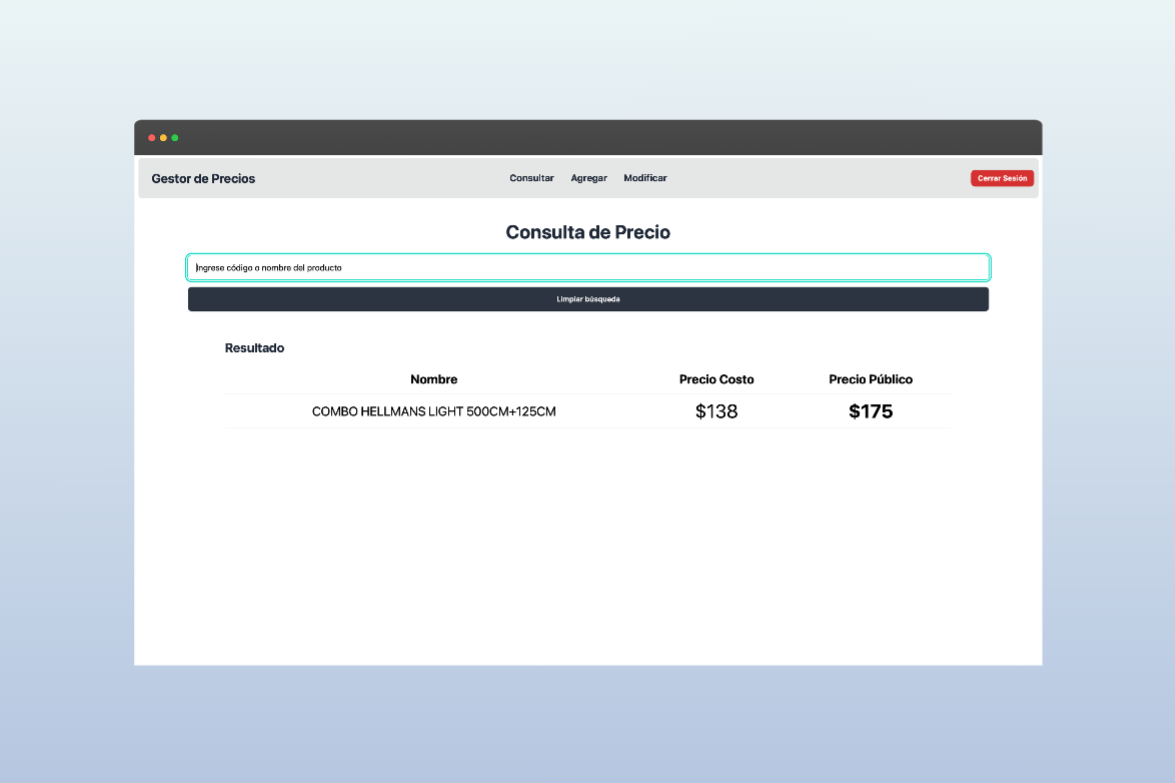 Gestor de Precios
Consultar Agregar Modificar
Cerrar Sesión
Consulta de Precio
Ingrese código o nombre del producto
Limpiar búsqueda
Resultado
Nombre Precio Costo Precio Público
COMBO HELLMANS LIGHT 500CM+125CM $138 $175